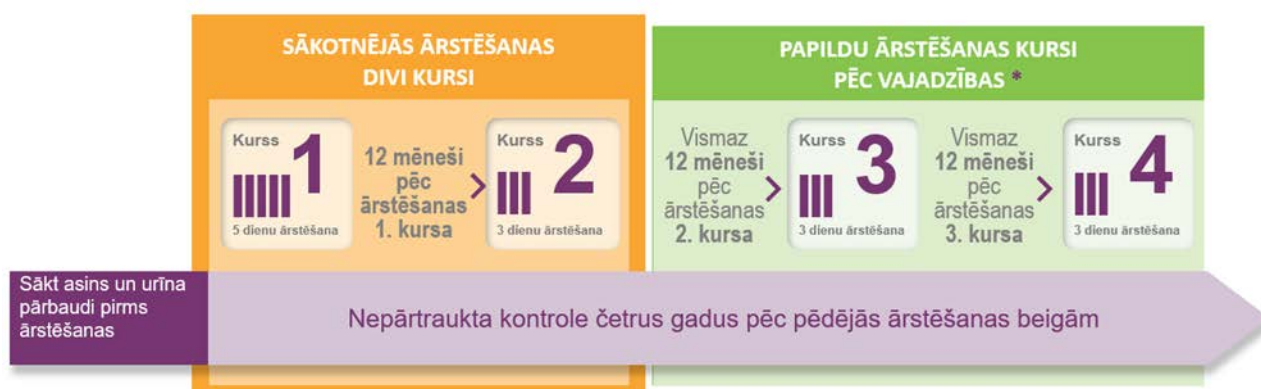 SĀKOTNĒJĀS ĀRSTĒŠANAS
DIVI KURSI
Kurss
1
5 dienu ārstēšana
12 mēneši
pēc
ārstēšanas
1. kursa
Kurss
2
3 dienu ārstēšana
PAPILDU ĀRSTĒŠANAS KURSI
PĒC VAJADZĪBAS *
Vismaz
12 mēneši
pēc
ārstēšanas
2. kursa
Kurss
3
3 dienu ārstēšana
Vismaz
12 mēneši
pēc
ārstēšanas
3. kursa
Kurss
4
3 dienu ārstēšana
Sākt asins un urīna
pārbaudi pirms
ārstēšanas
Nepārtraukta kontrole četrus gadus pēc pēdējās ārstēšanas beigām